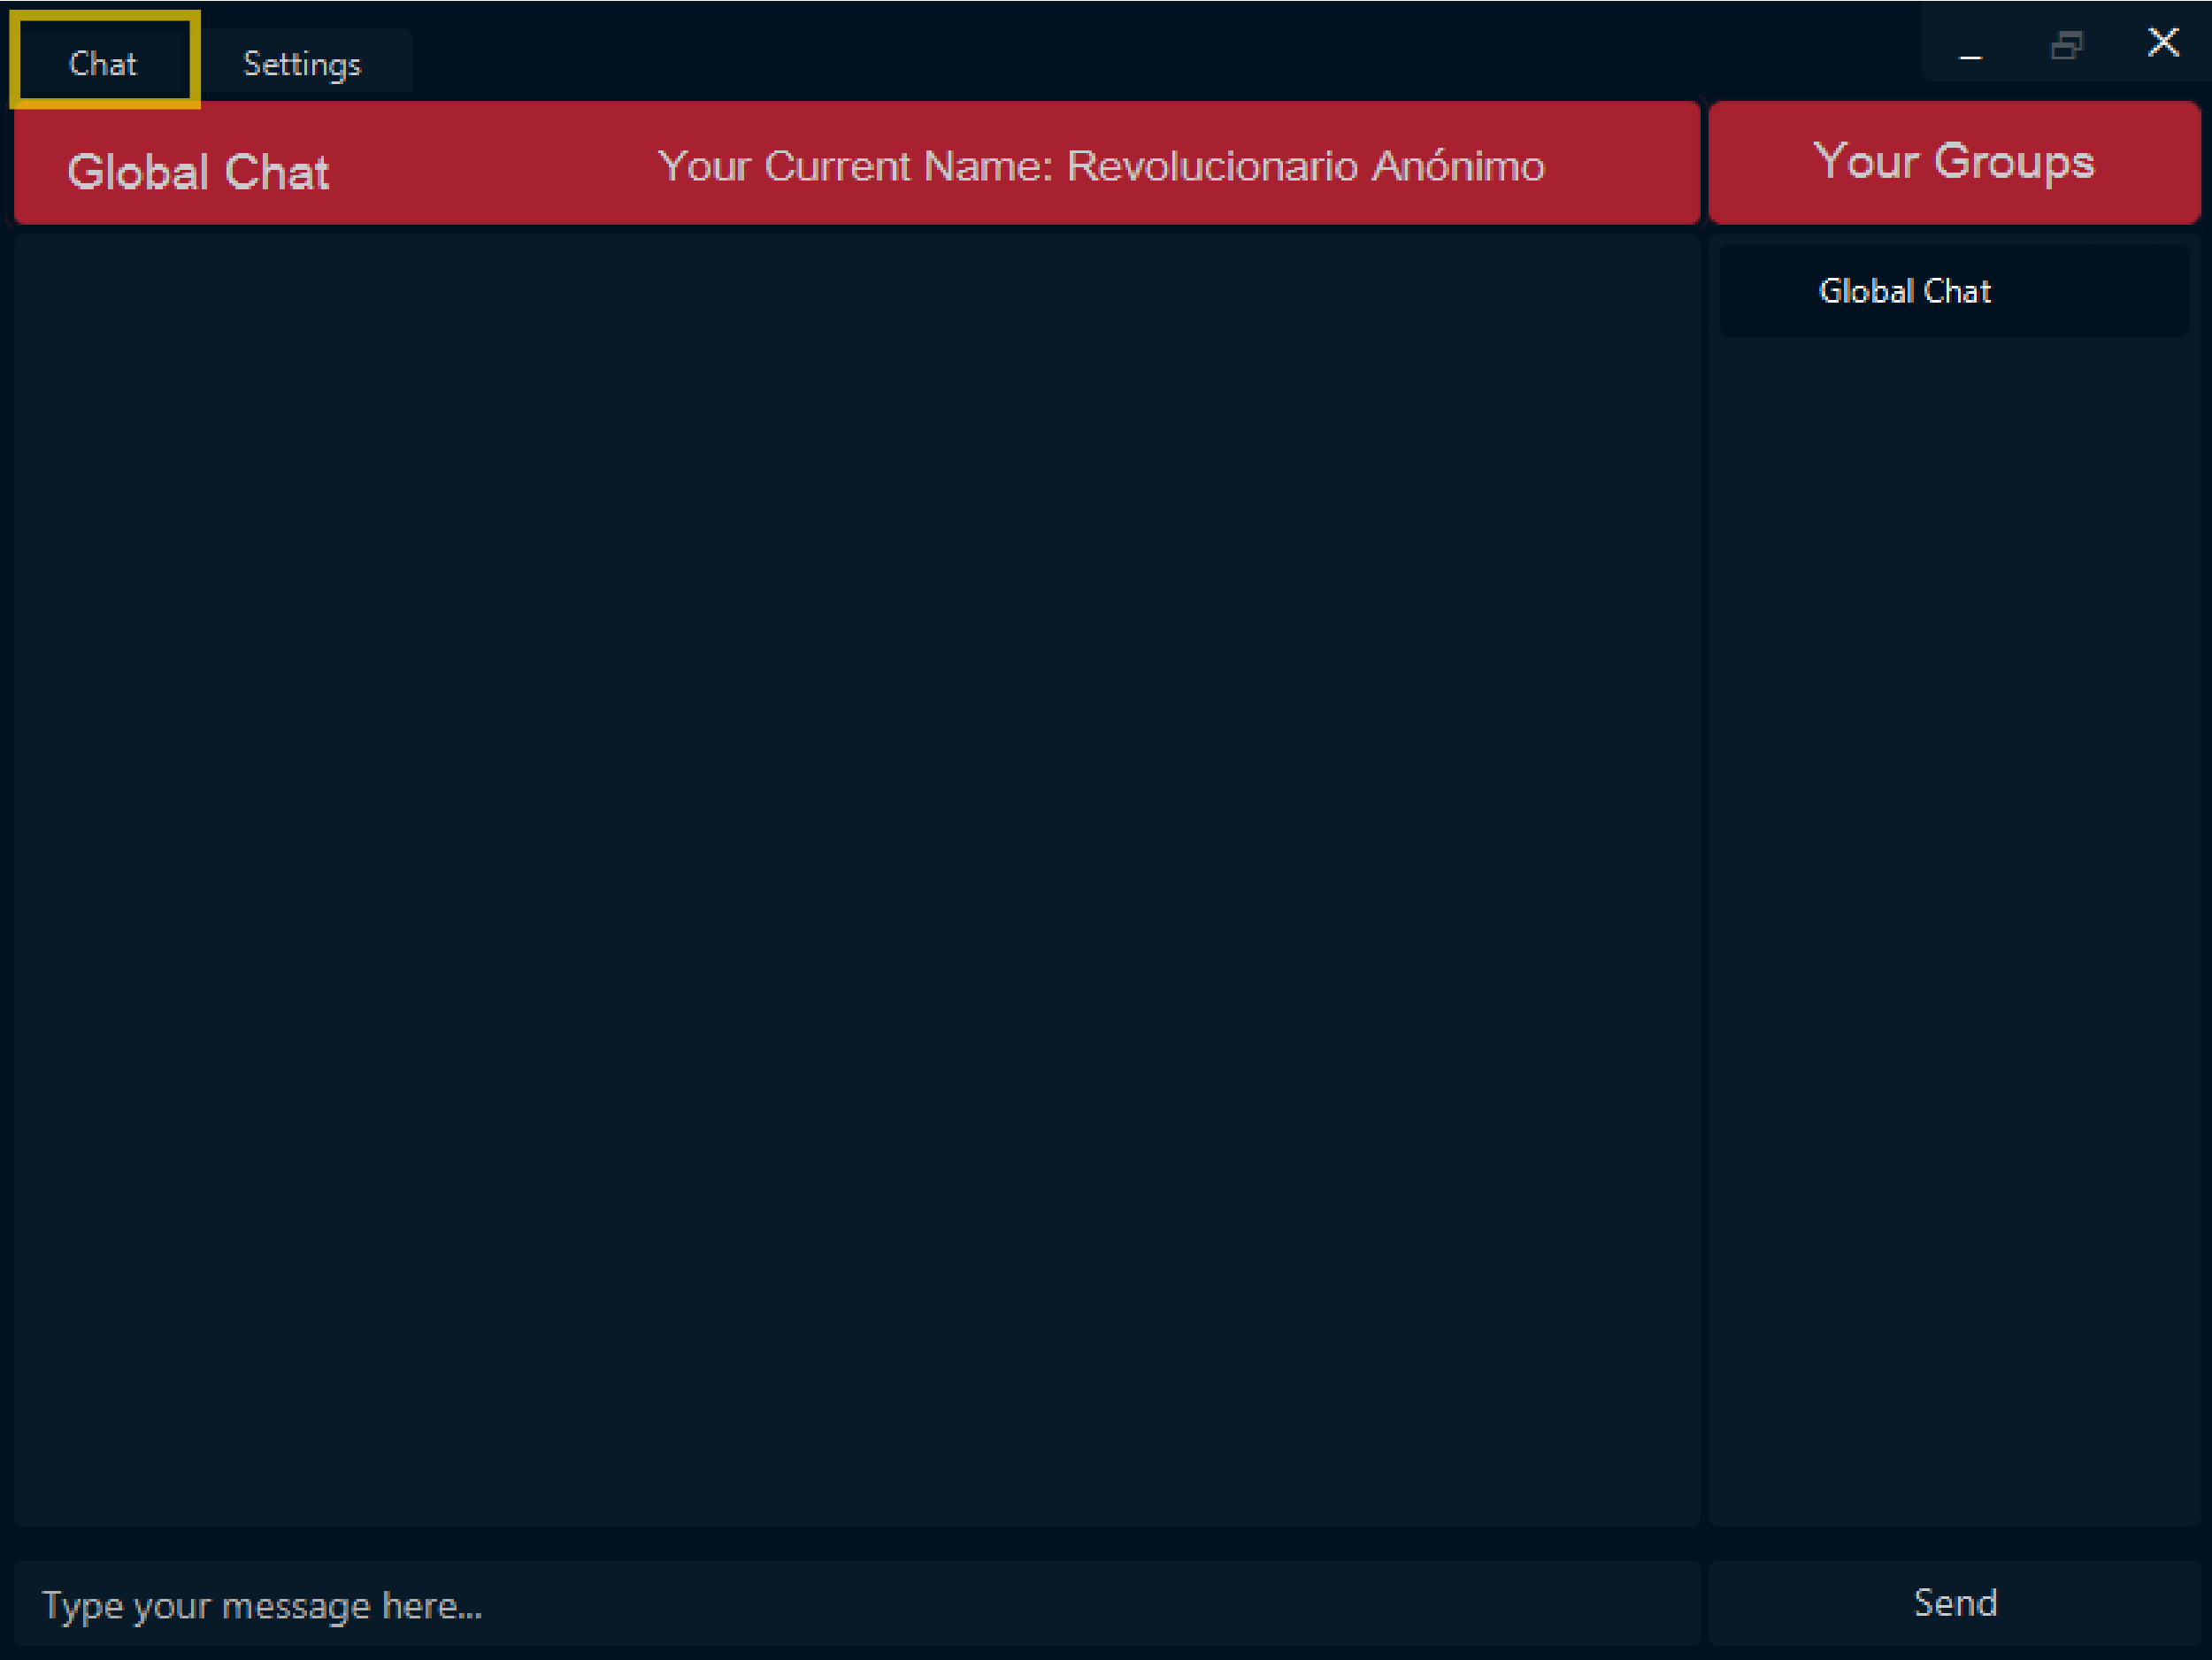 Chat
Settings
Global Chat
Your Current Name: Revolucionario Anónimo
Your Groups
Global Chat
Type your message here...
Send